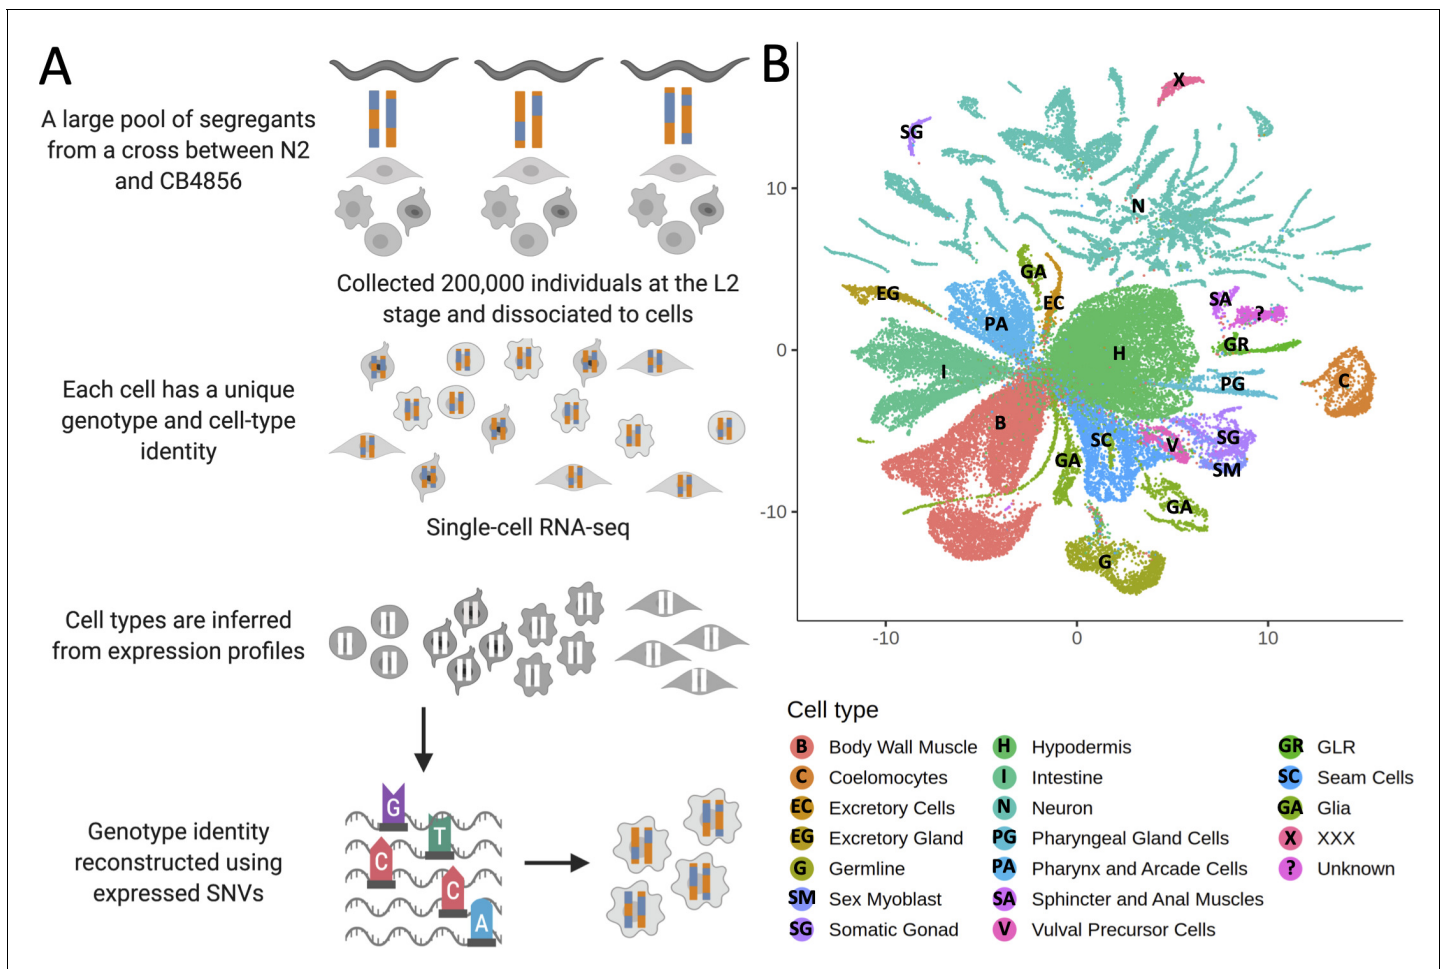 A
A large pool of segregants
from a cross between N2
and CB4856
Collected 200,000 individuals at the L2
stage and dissociated to cells
Each cell has a unique
genotype and cell-type
identity
Single-cell RNA-seq
Cell types are inferred
from expression profiles
Genotype identity
reconstructed using
expressed SNVs
G
T
C
C
A
B
10
0
-10
-10
0
10
X
SG
N
GA
EG
EC
SA
?
PA
GR
H
I
PG
C
B
SC
V
SG
GA
SM
GA
G
Cell type
B Body Wall Muscle
C Coelomocytes
EC Excretory Cells
EG Excretory Gland
G Germline
SM Sex Myoblast
SG Somatic Gonad
H Hypodermis
I Intestine
N Neuron
PG Pharyngeal Gland Cells
PA Pharynx and Arcade Cells
SA Sphincter and Anal Muscles
V Vulval Precursor Cells
GR GLR
SC Seam Cells
GA Glia
X XXX
? Unknown